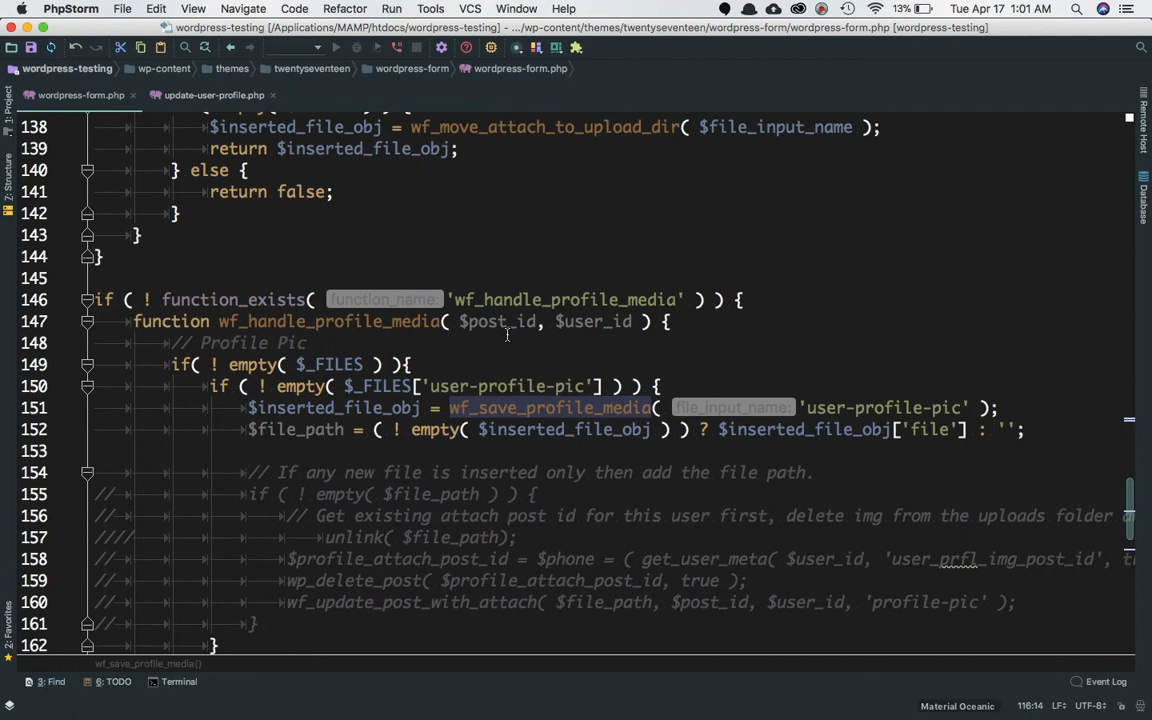 PhpStorm File Edit View Navigate Code Refactor Run Tools VCS Window Help 13% Tue Apr 17 1:01 AM
wordpress-testing [/Applications/MAMP/htdocs/wordpress-testing] - .../wp-content/themes/twentyseventeen/wordpress-form/wordpress-form.php [wordpress-testing]
wordpress-testing wp-content themes twentyseventeen wordpress-form wordpress-form.php
wordpress-form.php × update-user-profile.php ×
1: Project
Z: Structure
2: Favorites
Remote Host
Database
138 $inserted_file_obj = wf_move_attach_to_upload_dir( $file_input_name );
139 return $inserted_file_obj;
140 } else {
141 return false;
142 }
143 }
144 }
145
146 if ( ! function_exists( function_name: 'wf_handle_profile_media' ) ) {
147 function wf_handle_profile_media( $post_id, $user_id ) {
148 // Profile Pic
149 if( ! empty( $_FILES ) ){
150 if ( ! empty( $_FILES['user-profile-pic'] ) ) {
151 $inserted_file_obj = wf_save_profile_media( file_input_name: 'user-profile-pic' );
152 $file_path = ( ! empty( $inserted_file_obj ) ) ? $inserted_file_obj['file'] : '';
153
154 // If any new file is inserted only then add the file path.
155 // if ( ! empty( $file_path ) ) {
156 // // Get existing attach post id for this user first, delete img from the uploads folder
157 //// unlink( $file_path);
158 // $profile_attach_post_id = $phone = ( get_user_meta( $user_id, 'user_prfl_img_post_id',
159 // wp_delete_post( $profile_attach_post_id, true );
160 // wf_update_post_with_attach( $file_path, $post_id, $user_id, 'profile-pic' );
161 // }
162 }
wf_save_profile_media()
3: Find 6: TODO Terminal Event Log
Material Oceanic 116:14 LF÷ UTF-8÷